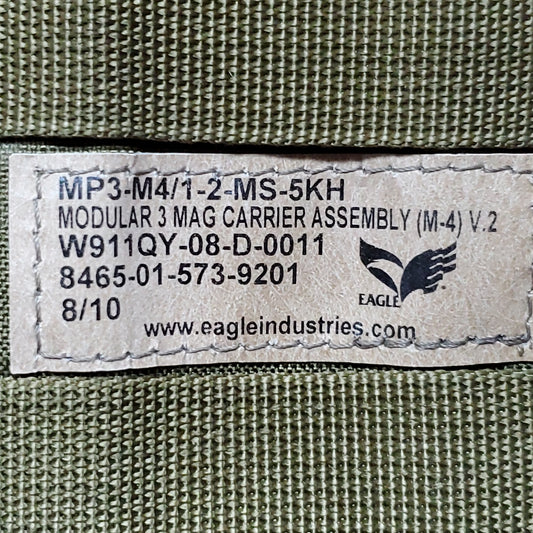 MP3-M4/1-2-MS-5KH
MODULAR 3 MAG CARRIER ASSEMBLY (M-4) V.2
W911QY-08-D-0011
8465-01-573-9201
EAGLE
8/10
www.eagleindustries.com